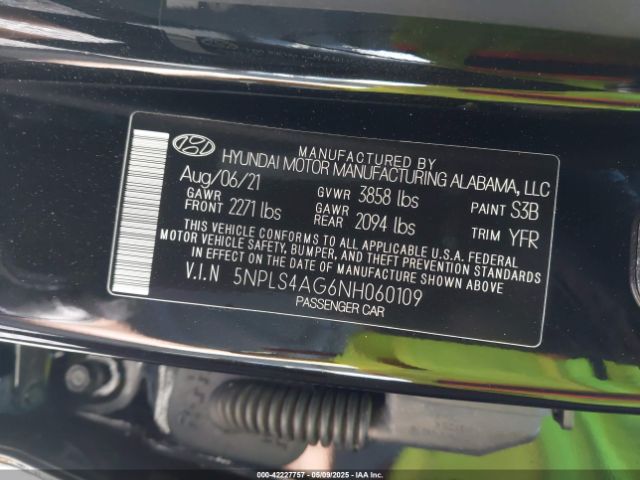 MANUFACTURED BY
HYUNDAI MOTOR MANUFACTURING ALABAMA, LLC
Aug/06/21 GVWR 3858 lbs PAINT S3B
GAWR FRONT 2271 lbs GAWR REAR 2094 lbs TRIM YFR
THIS VEHICLE CONFORMS TO ALL APPLICABLE U.S.A. FEDERAL
MOTOR VEHICLE SAFETY, BUMPER, AND THEFT PREVENTION STANDARDS
IN EFFECT ON THE DATE OF MANUFACTURE SHOWN ABOVE
V.I.N 5NPLS4AG6NH060109
PASSENGER CAR
000-42227757 - 05/09/2025 - IAA, Inc.